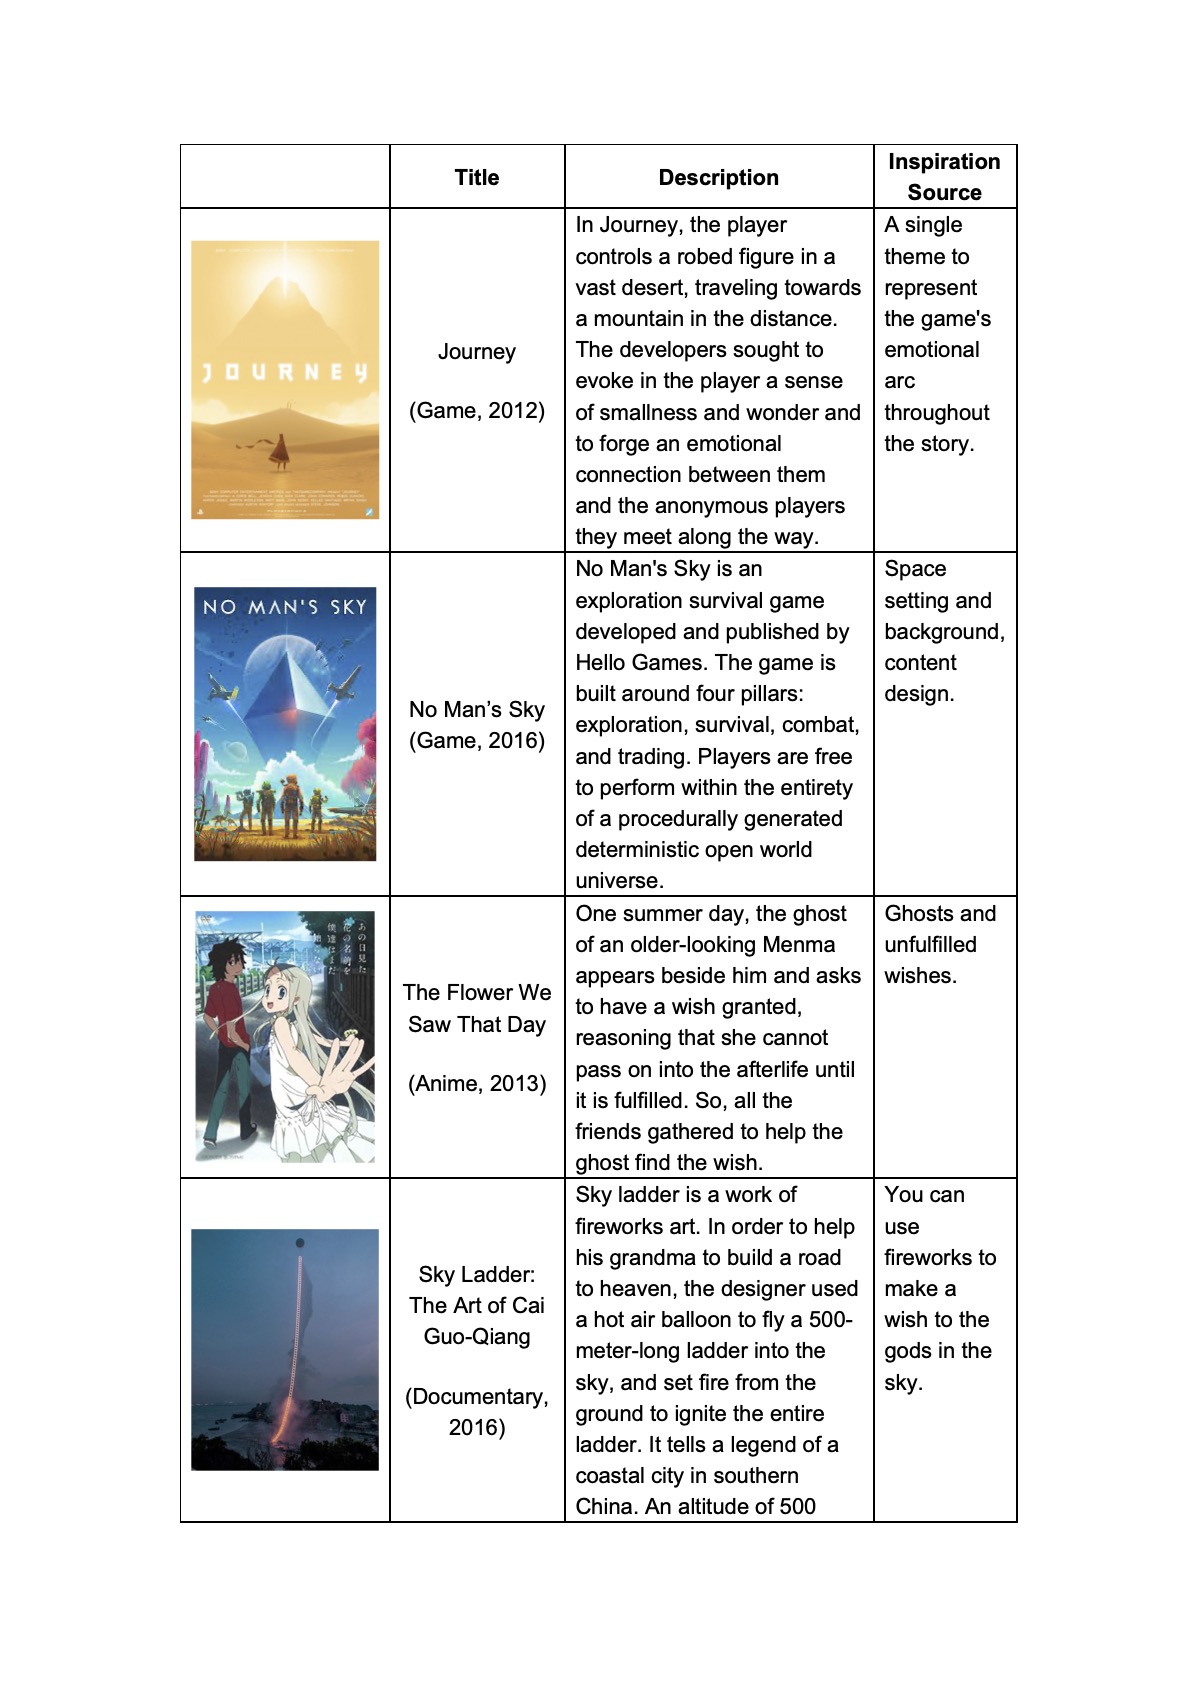 Title
Description
Inspiration
Source
JOURNEY
Journey
(Game, 2012)
In Journey, the player
controls a robed figure in a
vast desert, traveling towards
a mountain in the distance.
The developers sought to
evoke in the player a sense
of smallness and wonder and
to forge an emotional
connection between them
and the anonymous players
they meet along the way.
A single
theme to
represent
the game's
emotional
arc
throughout
the story.
NO MAN'S SKY
No Man’s Sky
(Game, 2016)
No Man's Sky is an
exploration survival game
developed and published by
Hello Games. The game is
built around four pillars:
exploration, survival, combat,
and trading. Players are free
to perform within the entirety
of a procedurally generated
deterministic open world
universe.
Space
setting and
background,
content
design.
あの日見た
花の名前を
僕達はまだ
The Flower We
Saw That Day
(Anime, 2013)
One summer day, the ghost
of an older-looking Menma
appears beside him and asks
to have a wish granted,
reasoning that she cannot
pass on into the afterlife until
it is fulfilled. So, all the
friends gathered to help the
ghost find the wish.
Ghosts and
unfulfilled
wishes.
Sky Ladder:
The Art of Cai
Guo-Qiang
(Documentary,
2016)
Sky ladder is a work of
fireworks art. In order to help
his grandma to build a road
to heaven, the designer used
a hot air balloon to fly a 500-
meter-long ladder into the
sky, and set fire from the
ground to ignite the entire
ladder. It tells a legend of a
coastal city in southern
China. An altitude of 500
You can
use
fireworks to
make a
wish to the
gods in the
sky.